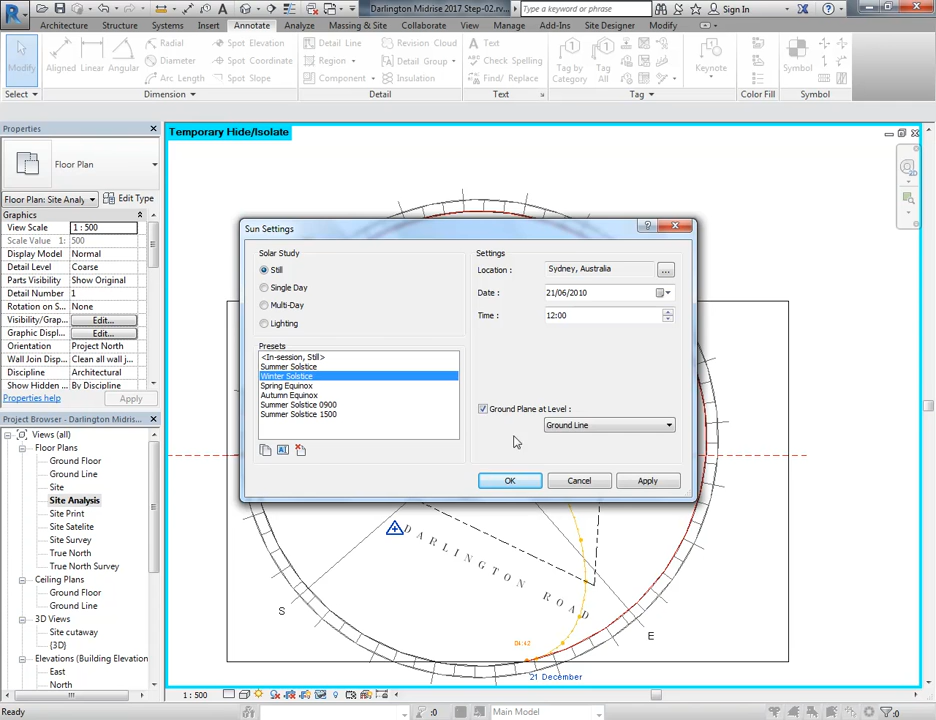 Darlington Midrise 2017 Step-02.rv...
Type a keyword or phrase
Sign In
Architecture Structure Systems Insert Annotate Analyze Massing & Site Collaborate View Manage Add-Ins Site Designer Modify
Modify
Aligned Linear Angular
Radial
Diameter
Arc Length
Spot Elevation
Spot Coordinate
Spot Slope
Detail Line
Region
Component
Revision Cloud
Detail Group
Insulation
Text
Check Spelling
Find/ Replace
Tag by Category
Tag All
Keynote
Symbol
Select Dimension Detail Text Tag Color Fill Symbol
Properties
Floor Plan
Floor Plan: Site Analy
Edit Type
Graphics
View Scale 1 : 500
Scale Value 1: 500
Display Model Normal
Detail Level Coarse
Parts Visibility Show Original
Detail Number 1
Rotation on S None
Visibility/Grap... Edit...
Graphic Displ... Edit...
Orientation Project North
Wall Join Disp... Clean all wall j...
Discipline Architectural
Show Hidden By Discipline
Properties help
Apply
Project Browser - Darlington Midris...
Views (all)
Floor Plans
Ground Floor
Ground Line
Site
Site Analysis
Site Print
Site Satelite
Site Survey
True North
True North Survey
Ceiling Plans
Ground Floor
Ground Line
3D Views
Site cutaway
{3D}
Elevations (Building Elevation
East
North
Temporary Hide/Isolate
Sun Settings
Solar Study
Still
Single Day
Multi-Day
Lighting
Presets
<In-session, Still>
Summer Solstice
Winter Solstice
Spring Equinox
Autumn Equinox
Summer Solstice 0900
Summer Solstice 1500
Settings
Location : Sydney, Australia
...
Date : 21/06/2010
Time : 12:00
Ground Plane at Level :
Ground Line
OK Cancel Apply
DARLINGTON ROAD
S
E
04:42
21 December
1 : 500
Ready
:0
Main Model
:0